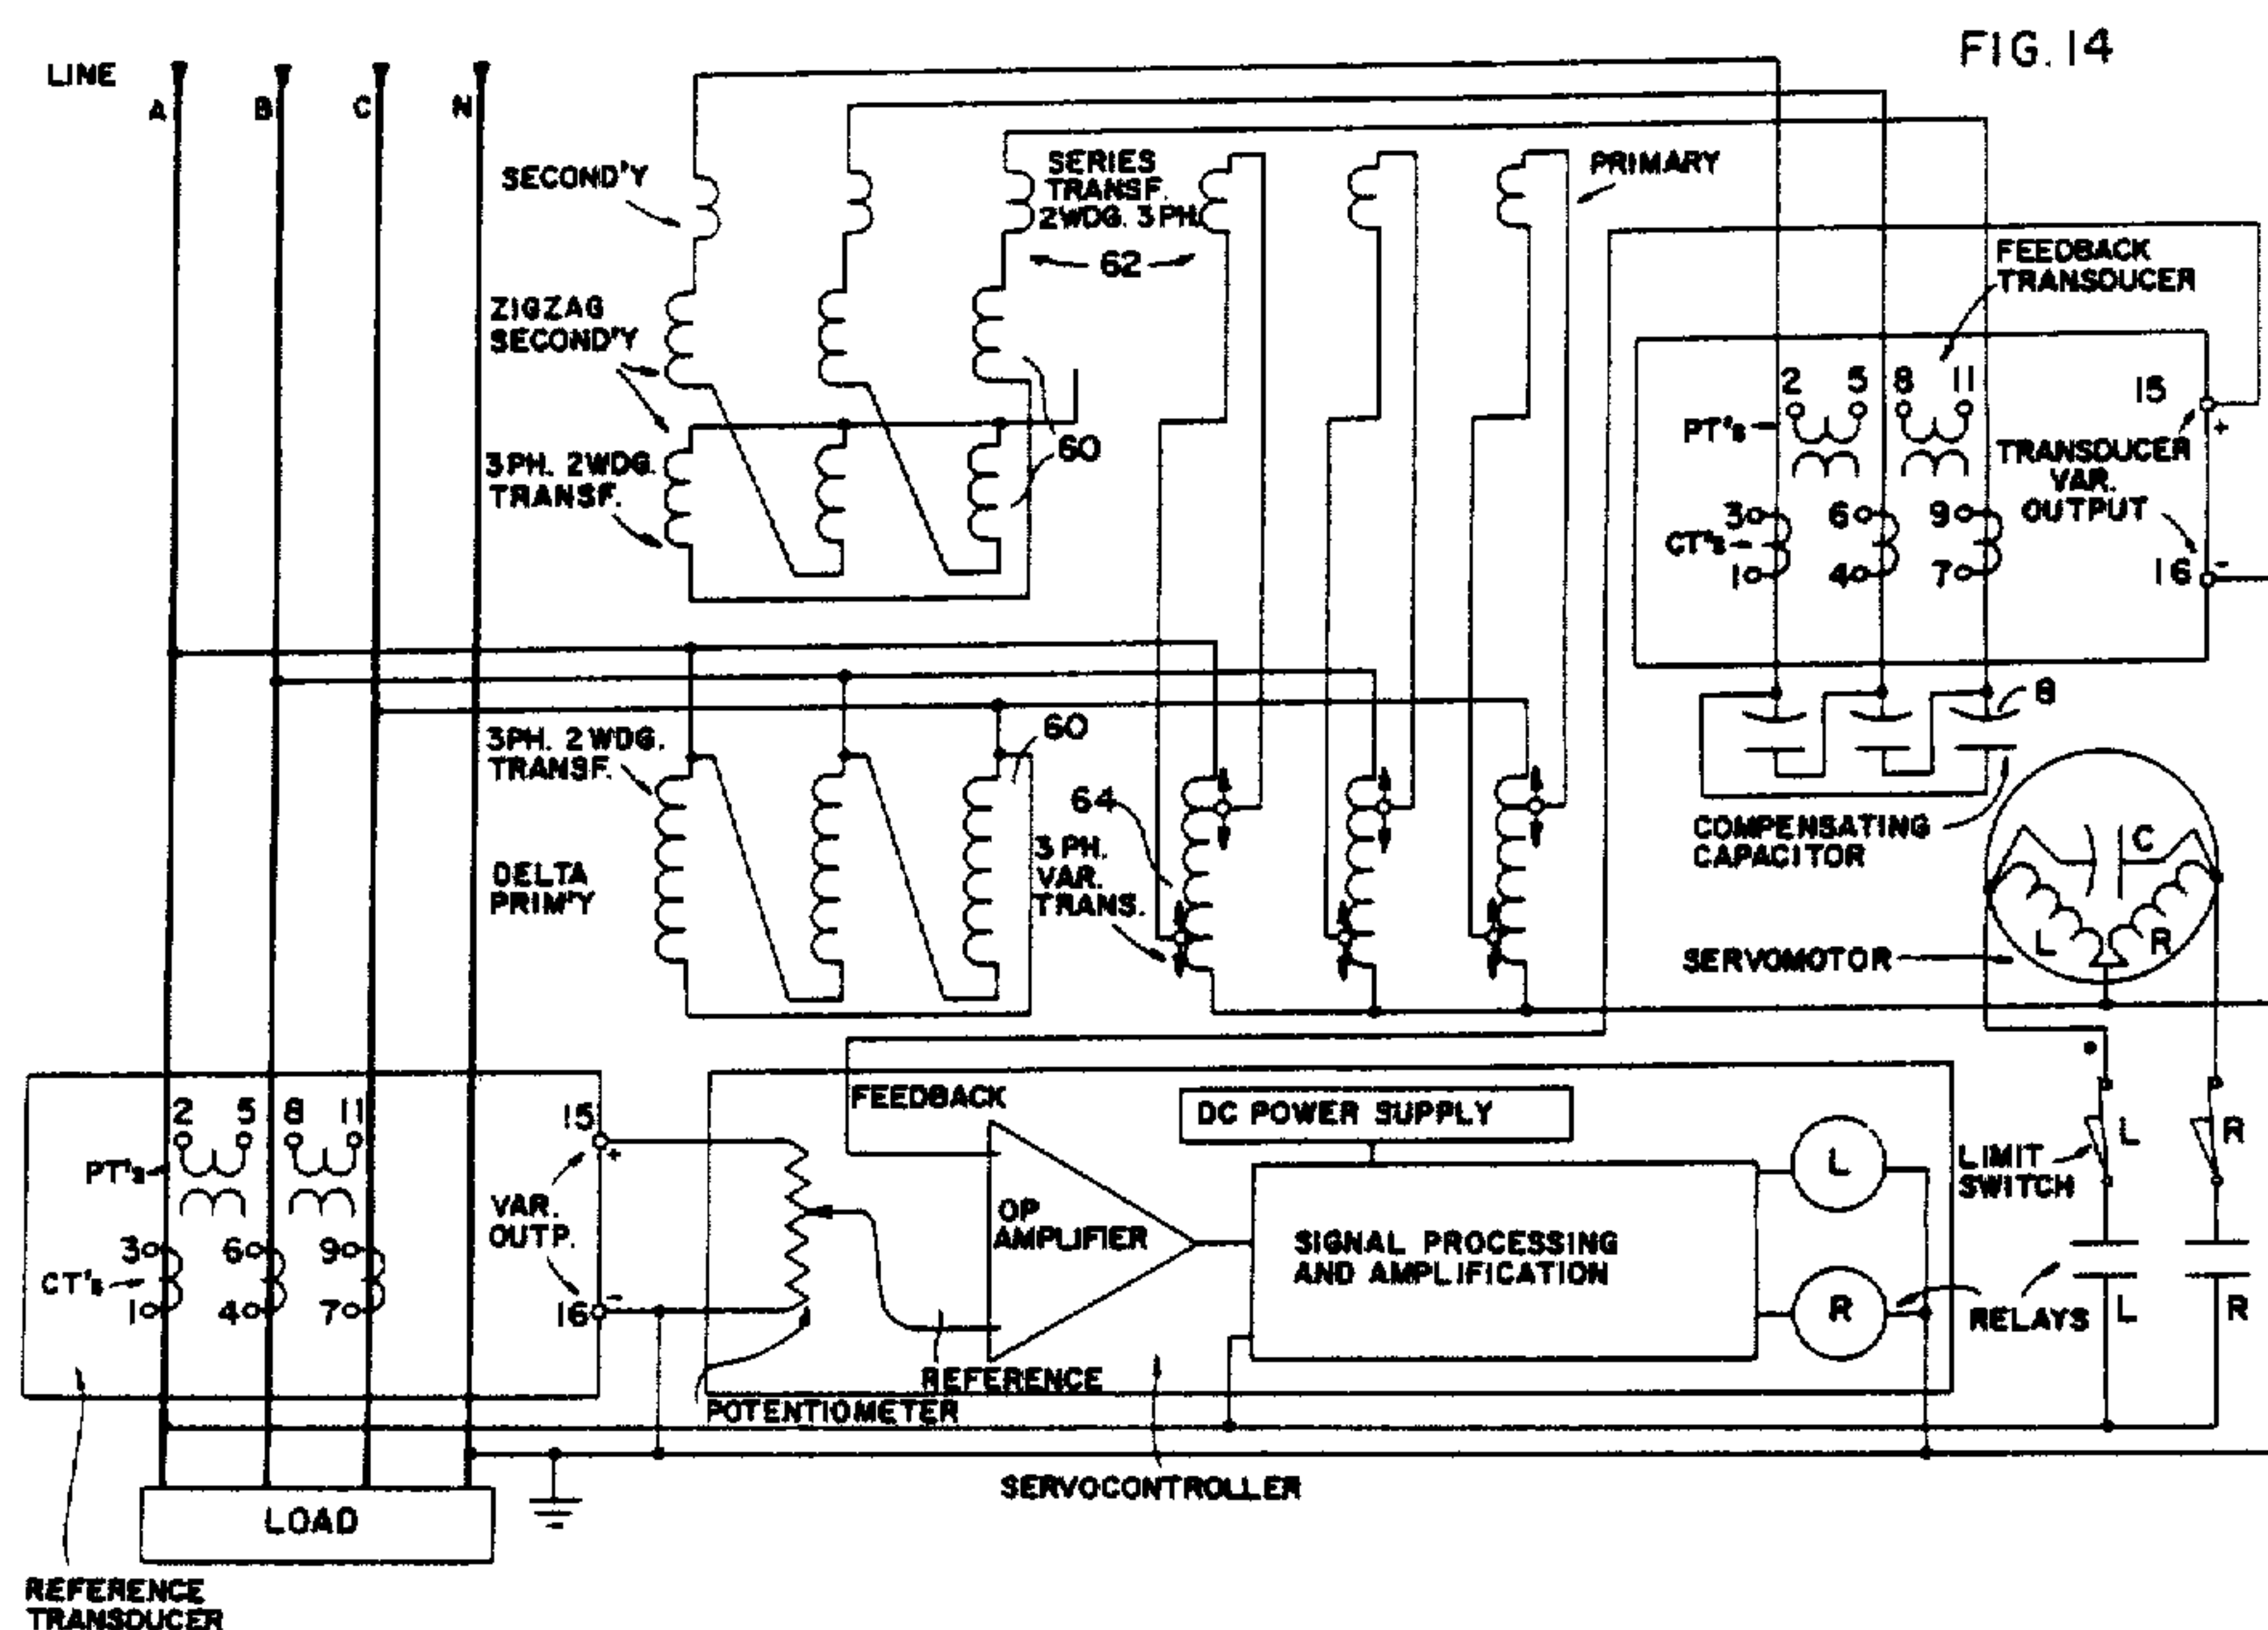 FIG. 14
LINE
A
B
C
N
SECOND'Y
SERIES
TRANSF.
2WDG. 3PH.
62
PRIMARY
ZIGZAG
SECOND'Y
3PH. 2WDG.
TRANSF.
60
FEEDBACK
TRANSDUCER
2 5 8 11
15
+
PT's
TRANSDUCER
VAR.
OUTPUT
3 6 9
CT's
1 4 7
16
-
8
3PH. 2WDG.
TRANSF.
60
DELTA
PRIM'Y
64
3 PH.
VAR.
TRANS.
COMPENSATING
CAPACITOR
C
L R
SERVOMOTOR
2 5 8 11
15
+
PT's
VAR.
OUTP.
3 6 9
CT's
1 4 7
16
-
FEEDBACK
DC POWER SUPPLY
OP
AMPLIFIER
SIGNAL PROCESSING
AND AMPLIFICATION
L
R
LIMIT
SWITCH
L R
RELAYS
L R
REFERENCE
POTENTIOMETER
SERVOCONTROLLER
LOAD
REFERENCE
TRANSDUCER